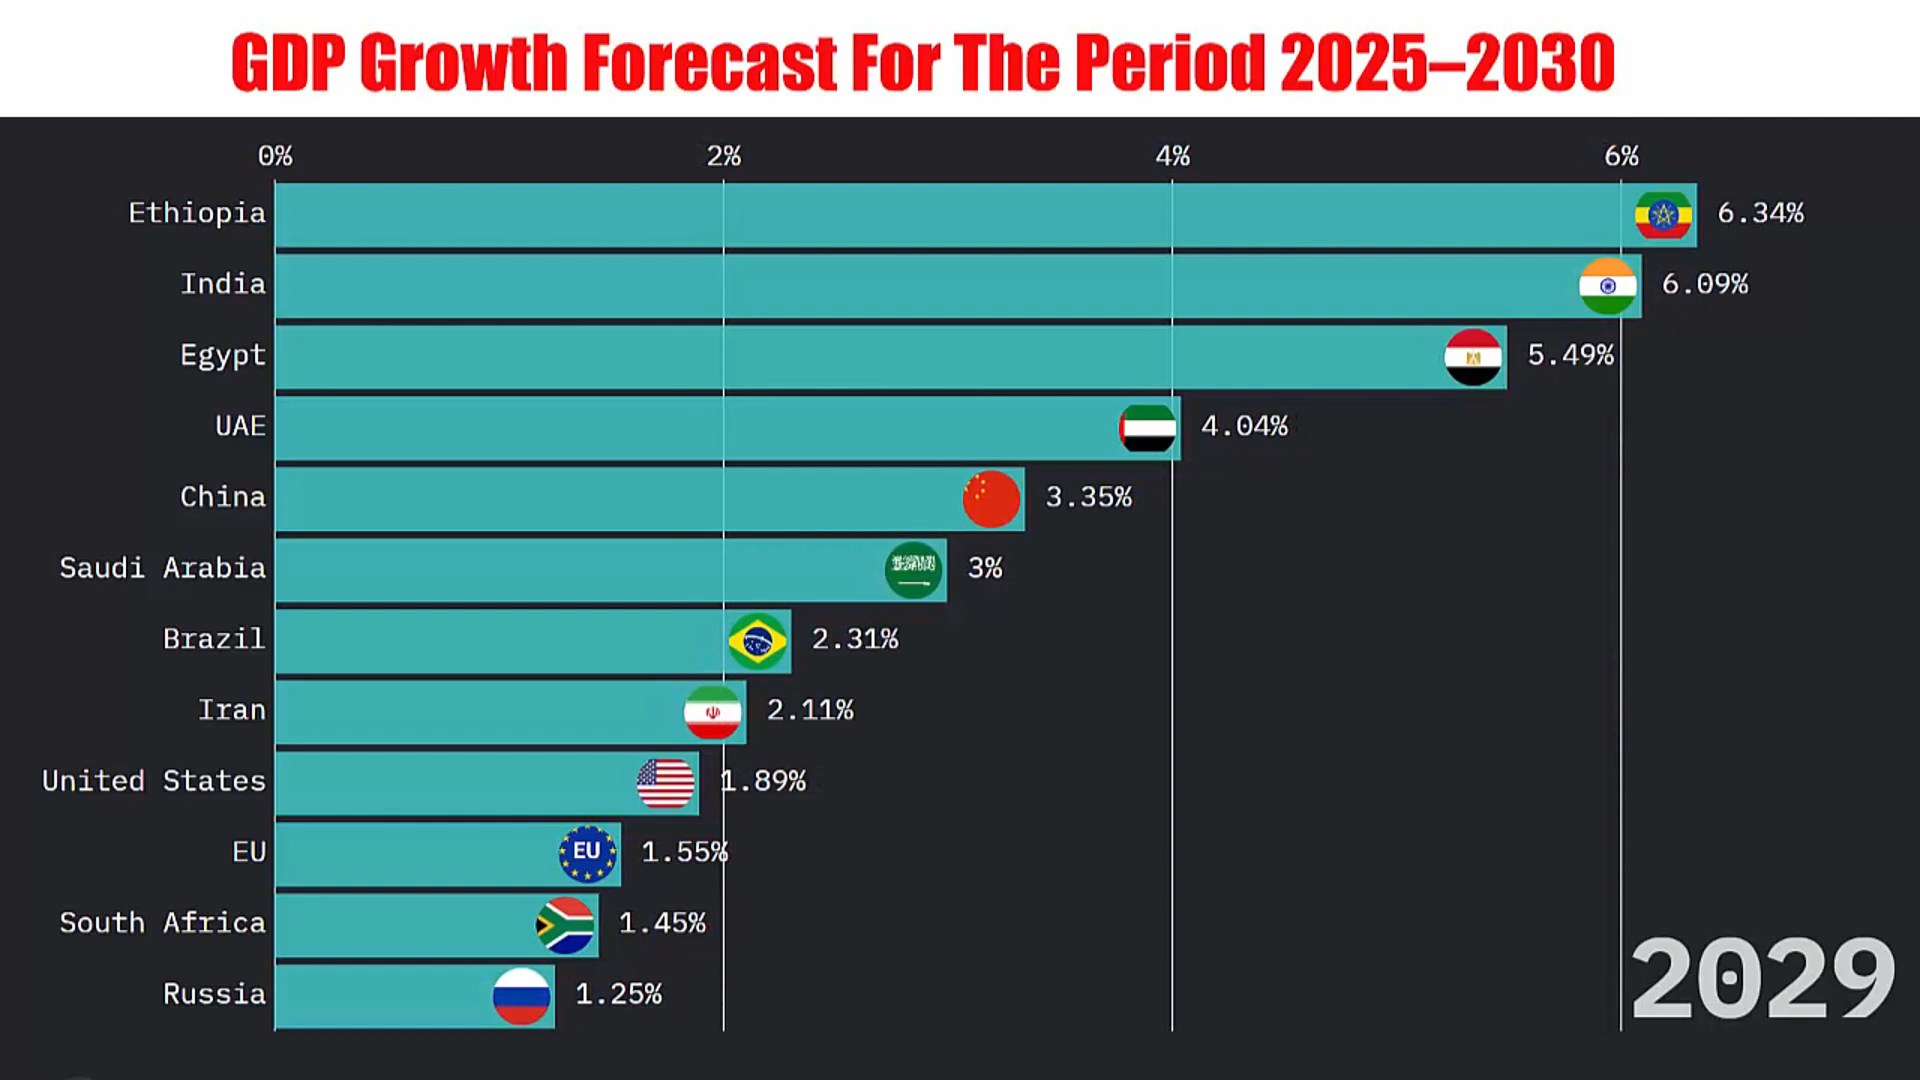 GDP Growth Forecast For The Period 2025–2030
0% 2% 4% 6%
Ethiopia 6.34%
India 6.09%
Egypt 5.49%
UAE 4.04%
China 3.35%
Saudi Arabia 3%
Brazil 2.31%
Iran 2.11%
United States 1.89%
EU EU 1.55%
South Africa 1.45%
Russia 1.25%
2029